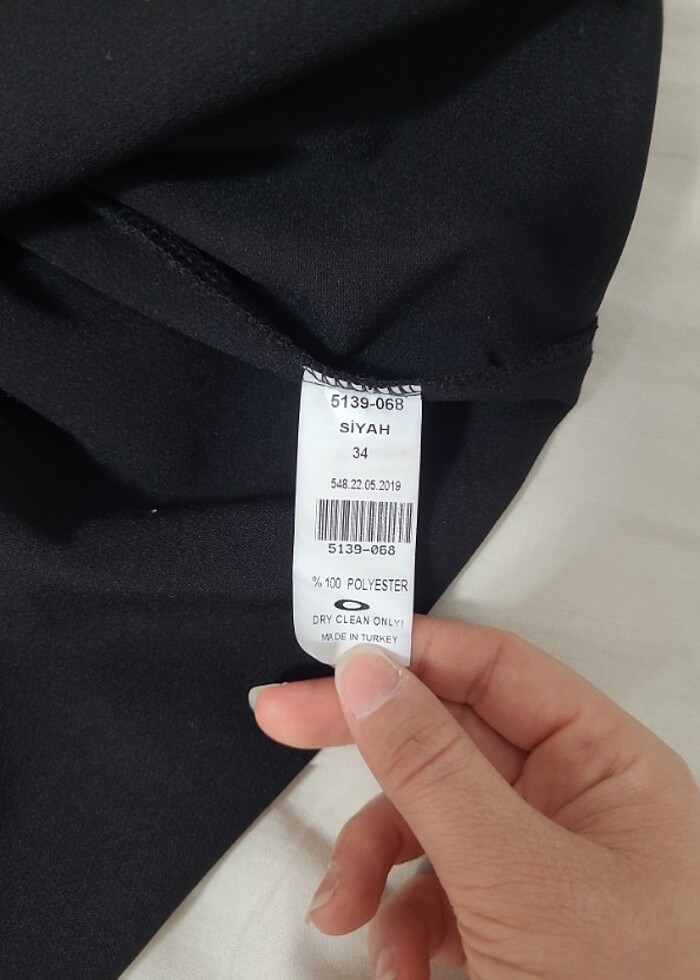 5139-068
SİYAH
34
548.22.05.2019
5139-068
% 100 POLYESTER
DRY CLEAN ONLY!
MADE IN TURKEY